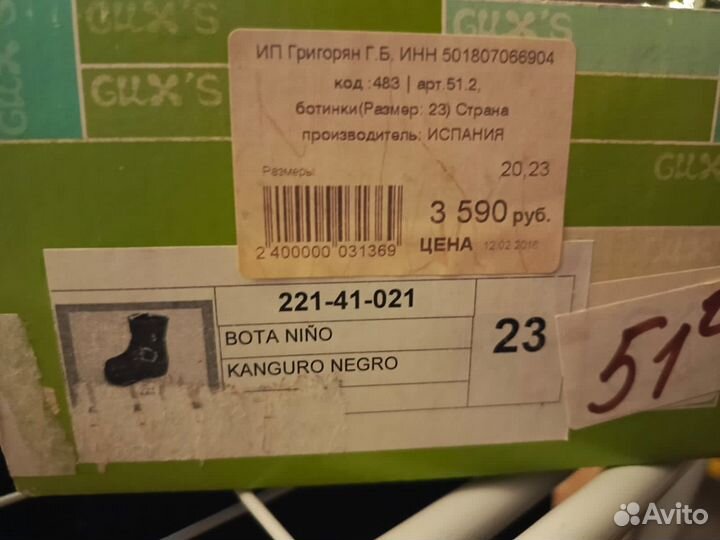 GUX'S
GUX'S
GUX'S
ИП Григорян Г.Б, ИНН 501807066904
код :483 | арт.51.2,
ботинки(Размер: 23) Страна
производитель: ИСПАНИЯ
Размеры 20,23
3 590 руб.
2 400000 031369
ЦЕНА 12.02.2016
221-41-021
BOTA NIÑO
KANGURO NEGRO
23
51 2
Avito